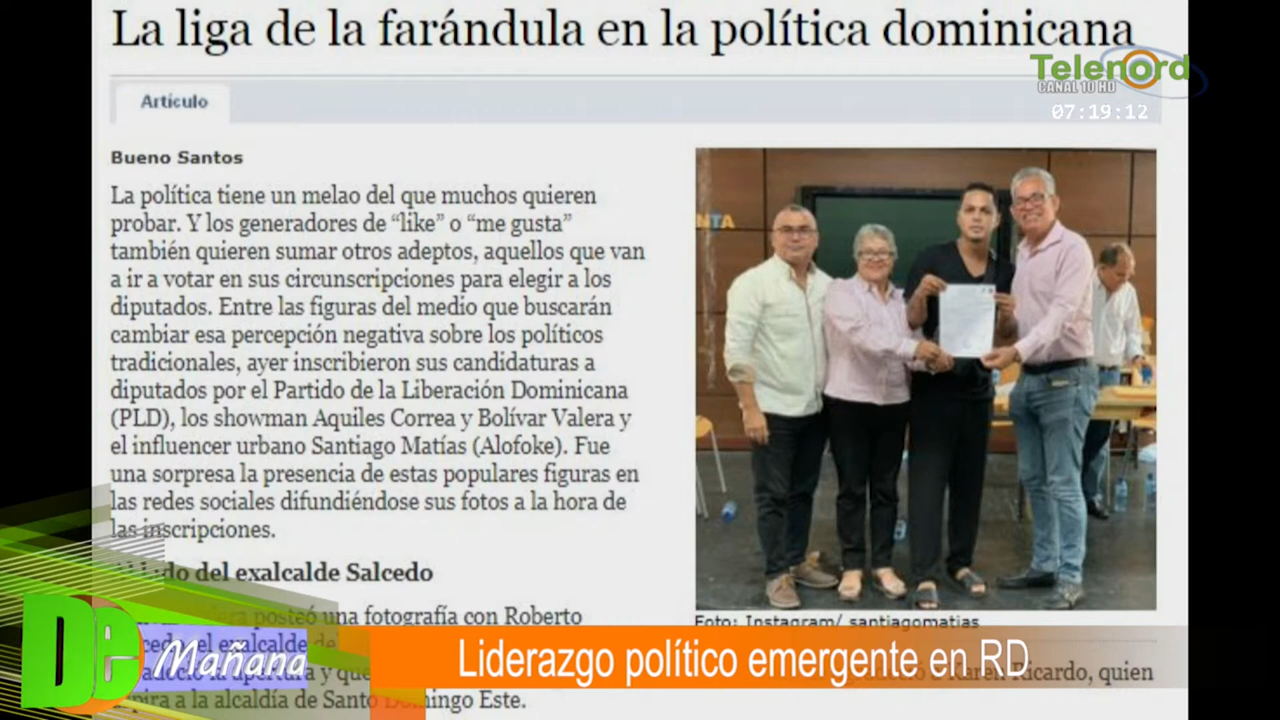 La liga de la farándula en la política dominicana
Telenord
CANAL 10 HD
07:19:12
Artículo
Bueno Santos
La política tiene un melao del que muchos quieren
probar. Y los generadores de “like” o “me gusta”
también quieren sumar otros adeptos, aquellos que van
a ir a votar en sus circunscripciones para elegir a los
diputados. Entre las figuras del medio que buscarán
cambiar esa percepción negativa sobre los políticos
tradicionales, ayer inscribieron sus candidaturas a
diputados por el Partido de la Liberación Dominicana
(PLD), los showman Aquiles Correa y Bolívar Valera y
el influencer urbano Santiago Matías (Alofoke). Fue
una sorpresa la presencia de estas populares figuras en
las redes sociales difundiéndose sus fotos a la hora de
las inscripciones.
del exalcalde Salcedo
posteó una fotografía con Roberto
el exalcalde
y que
Ricardo, quien
a la alcaldía de Santo Domingo Este.
NTA
Foto: Instagram/ santiagomatias
De Mañana
Liderazgo político emergente en RD